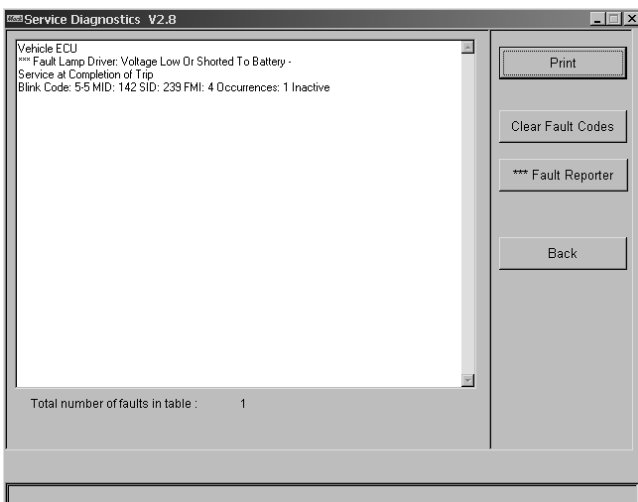 Service Diagnostics V2.8
Vehicle ECU
*** Fault Lamp Driver: Voltage Low Or Shorted To Battery -
Service at Completion of Trip
Blink Code: 5-5 MID: 142 SID: 239 FMI: 4 Occurrences: 1 Inactive
Total number of faults in table : 1
Print
Clear Fault Codes
*** Fault Reporter
Back